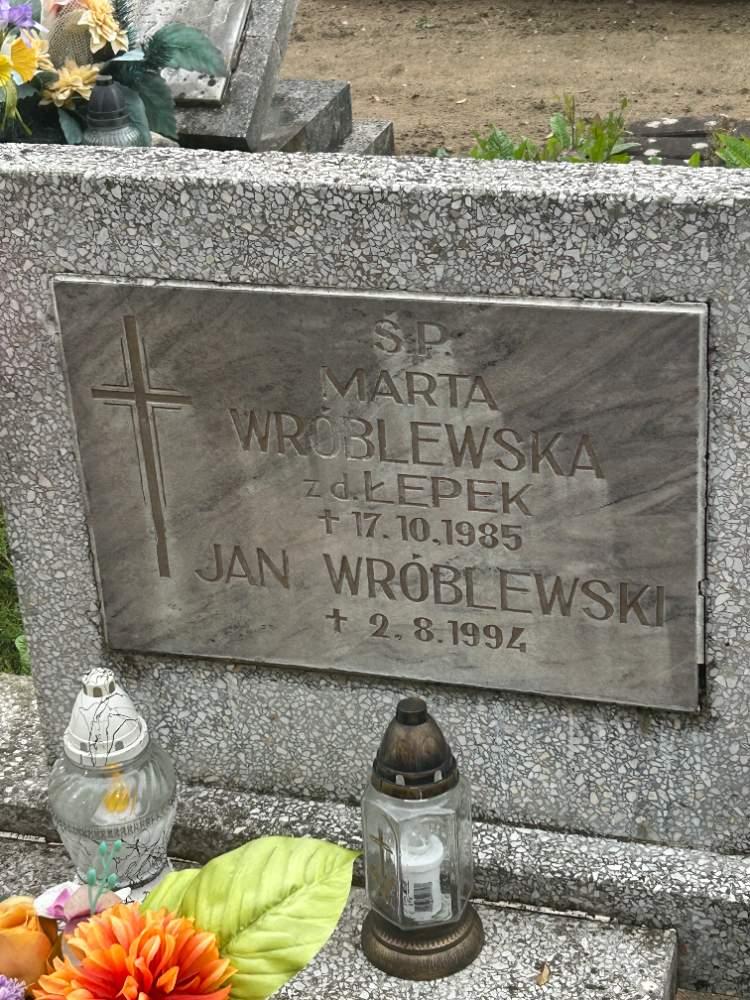 Ś.P.
MARTA
WRÓBLEWSKA
z d. ŁEPEK
✝ 17.10.1985
JAN WRÓBLEWSKI
✝ 2.8.1994